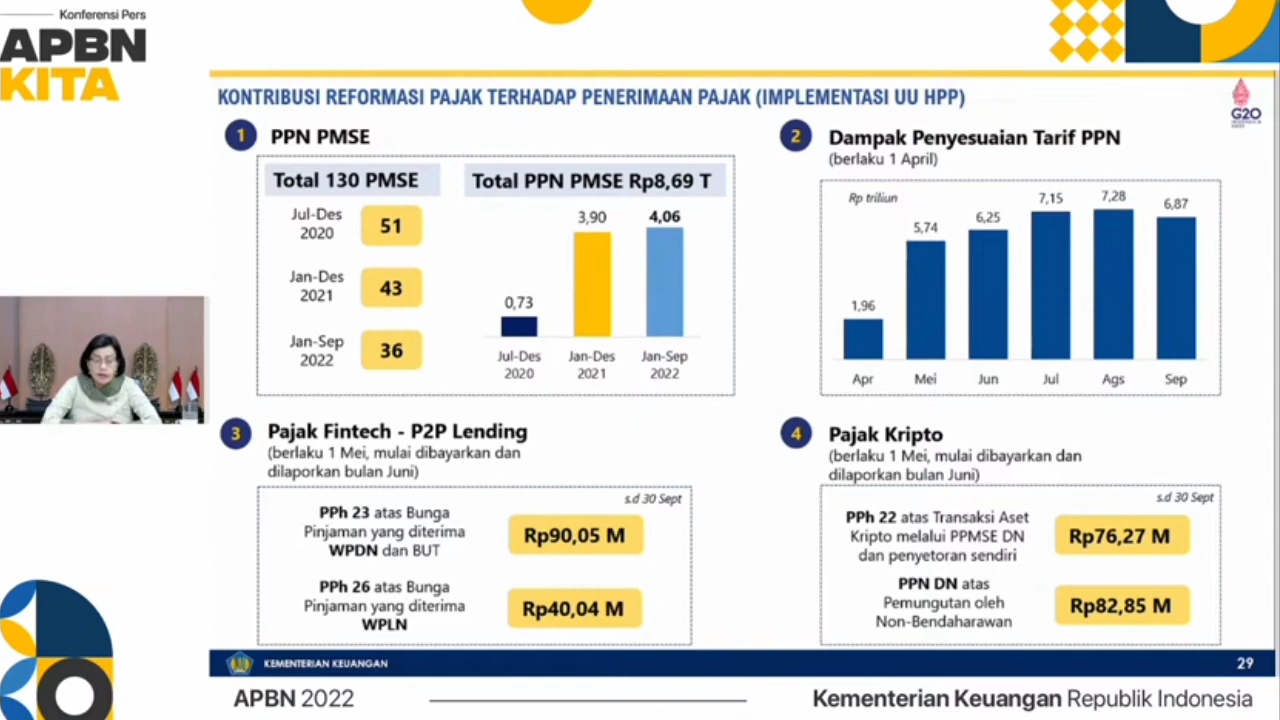 Konferensi Pers
APBN
KITA
KONTRIBUSI REFORMASI PAJAK TERHADAP PENERIMAAN PAJAK (IMPLEMENTASI UU HPP)
G20
1 PPN PMSE
Total 130 PMSE
Jul-Des
2020
51
Jan-Des
2021
43
Jan-Sep
2022
36
Total PPN PMSE Rp8,69 T
0,73
3,90
4,06
Jul-Des
2020
Jan-Des
2021
Jan-Sep
2022
2 Dampak Penyesuaian Tarif PPN
(berlaku 1 April)
Rp triliun
1,96
5,74
6,25
7,15
7,28
6,87
Apr
Mei
Jun
Jul
Ags
Sep
3 Pajak Fintech - P2P Lending
(berlaku 1 Mei, mulai dibayarkan dan
dilaporkan bulan Juni)
s.d 30 Sept
PPh 23 atas Bunga
Pinjaman yang diterima
WPDN dan BUT
Rp90,05 M
PPh 26 atas Bunga
Pinjaman yang diterima
WPLN
Rp40,04 M
4 Pajak Kripto
(berlaku 1 Mei, mulai dibayarkan dan
dilaporkan bulan Juni)
s.d 30 Sept
PPh 22 atas Transaksi Aset
Kripto melalui PPMSE DN
dan penyetoran sendiri
Rp76,27 M
PPN DN atas
Pemungutan oleh
Non-Bendaharawan
Rp82,85 M
KEMENTERIAN KEUANGAN
29
APBN 2022
Kementerian Keuangan Republik Indonesia